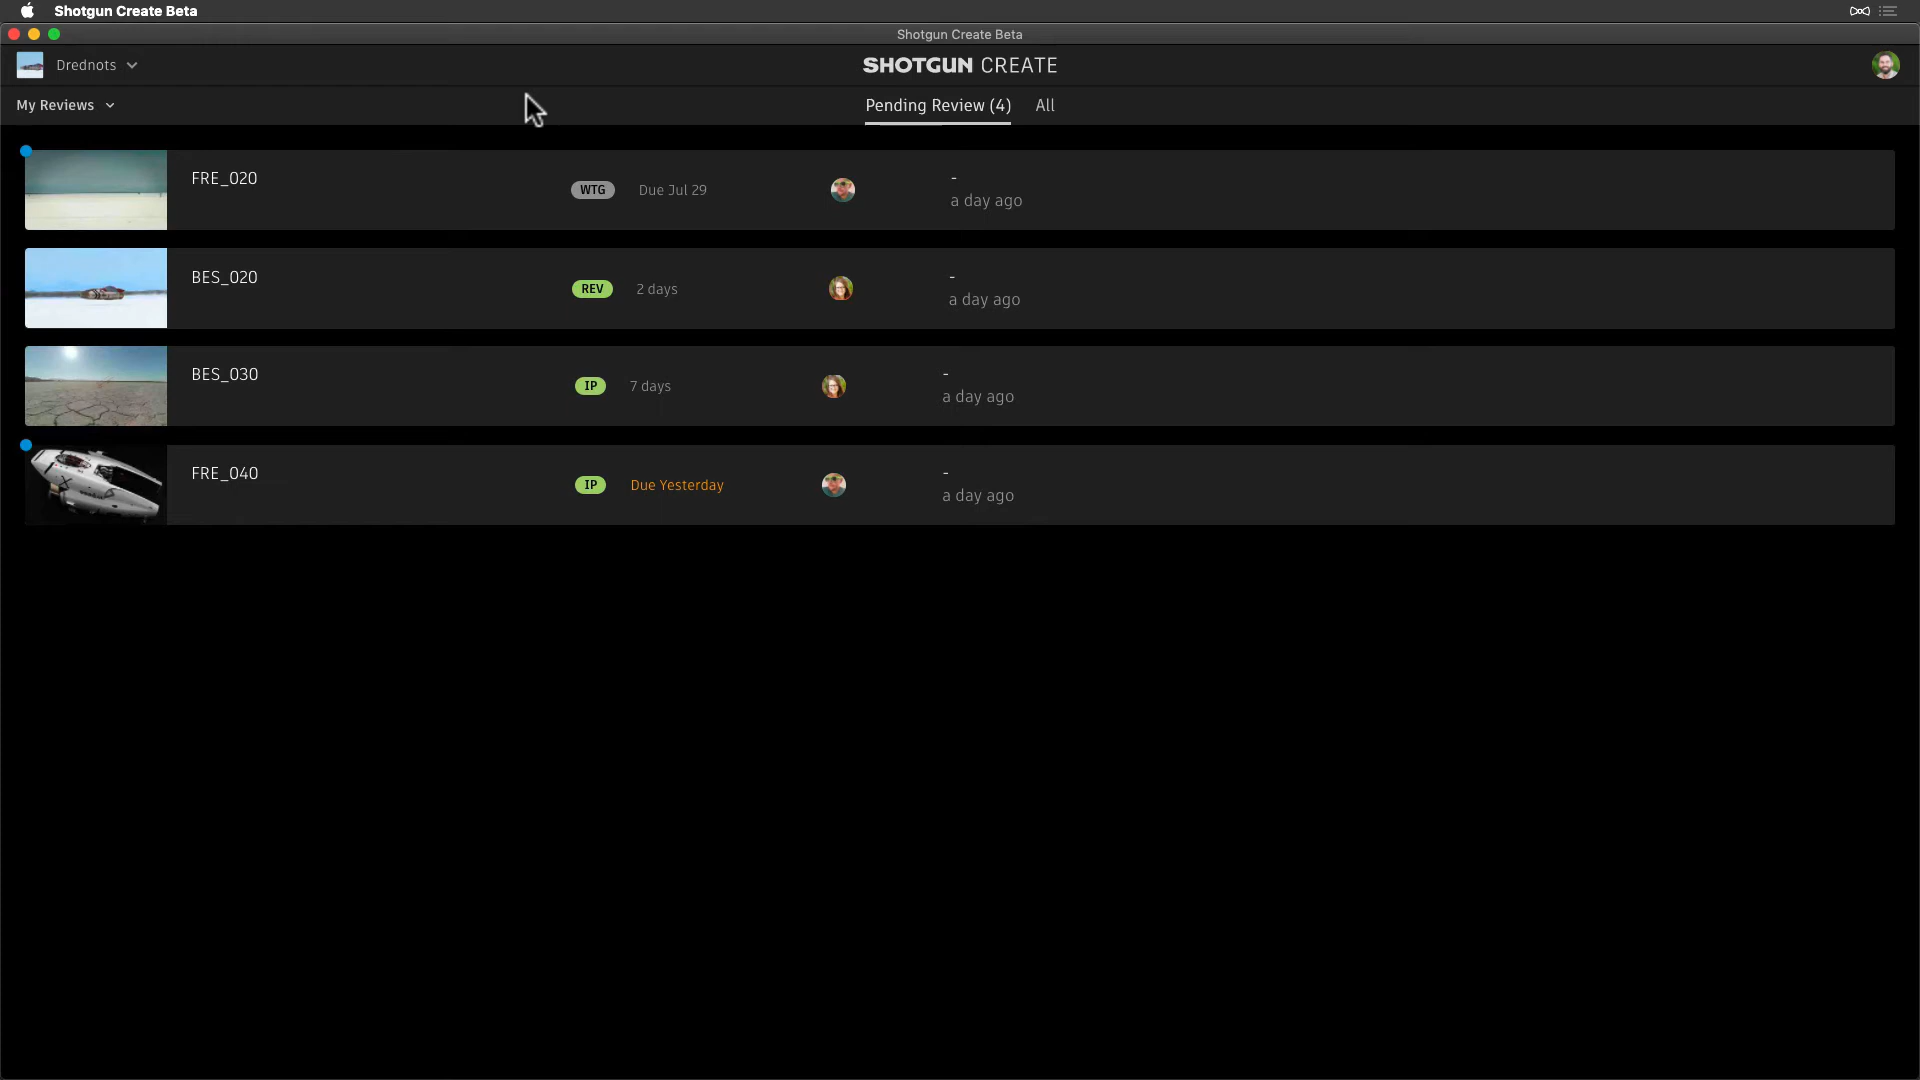 Shotgun Create Beta
Shotgun Create Beta
Drednots
SHOTGUN CREATE
My Reviews
Pending Review (4)
All
FRE_020
WTG
Due Jul 29
-
a day ago
BES_020
REV
2 days
-
a day ago
BES_030
IP
7 days
-
a day ago
FRE_040
IP
Due Yesterday
-
a day ago